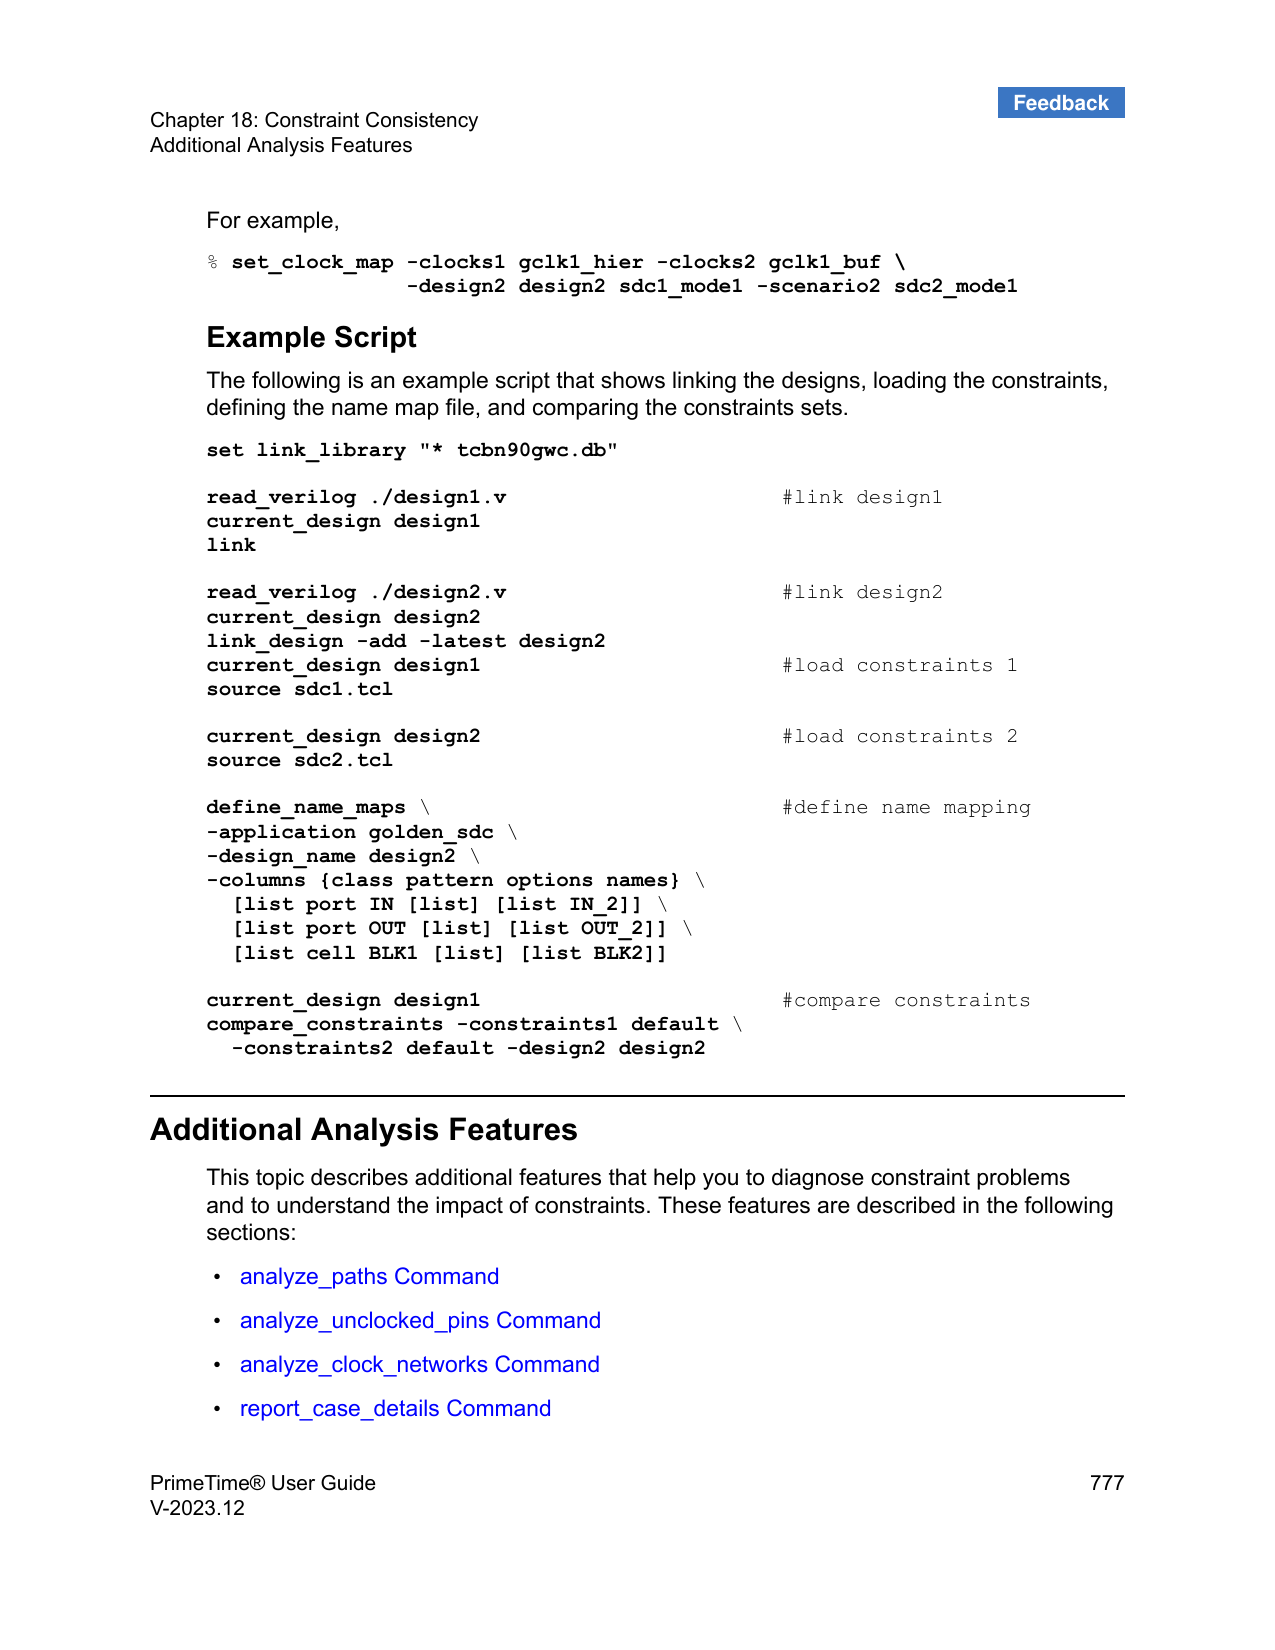 Feedback
Chapter 18: Constraint Consistency
Additional Analysis Features
For example,
% set_clock_map -clocks1 gclk1_hier -clocks2 gclk1_buf \
-design2 design2 sdc1_mode1 -scenario2 sdc2_mode1
Example Script
The following is an example script that shows linking the designs, loading the constraints,
defining the name map file, and comparing the constraints sets.
set link_library "* tcbn90gwc.db"
read_verilog ./design1.v #link design1
current_design design1
link
read_verilog ./design2.v #link design2
current_design design2
link_design -add -latest design2
current_design design1 #load constraints 1
source sdc1.tcl
current_design design2 #load constraints 2
source sdc2.tcl
define_name_maps \ #define name mapping
-application golden_sdc \
-design_name design2 \
-columns {class pattern options names} \
[list port IN [list] [list IN_2]] \
[list port OUT [list] [list OUT_2]] \
[list cell BLK1 [list] [list BLK2]]
current_design design1 #compare constraints
compare_constraints -constraints1 default \
-constraints2 default -design2 design2
Additional Analysis Features
This topic describes additional features that help you to diagnose constraint problems
and to understand the impact of constraints. These features are described in the following
sections:
• analyze_paths Command
• analyze_unclocked_pins Command
• analyze_clock_networks Command
• report_case_details Command
PrimeTime® User Guide 777
V-2023.12